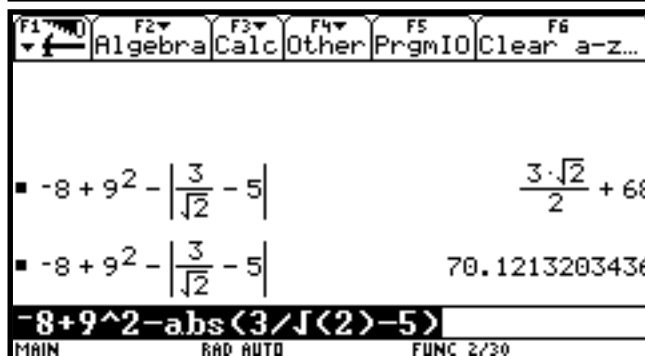 F1 F2▼ F3▼ F4▼ F5 F6
▼ Algebra Calc Other PrgmIO Clear a-z…
▪ ⁻8 + 9² − |3/√2 − 5| 3·√2/2 + 68
▪ ⁻8 + 9² − |3/√2 − 5| 70.1213203436
⁻8+9^2-abs(3/√(2)-5)
MAIN RAD AUTO FUNC 2/30